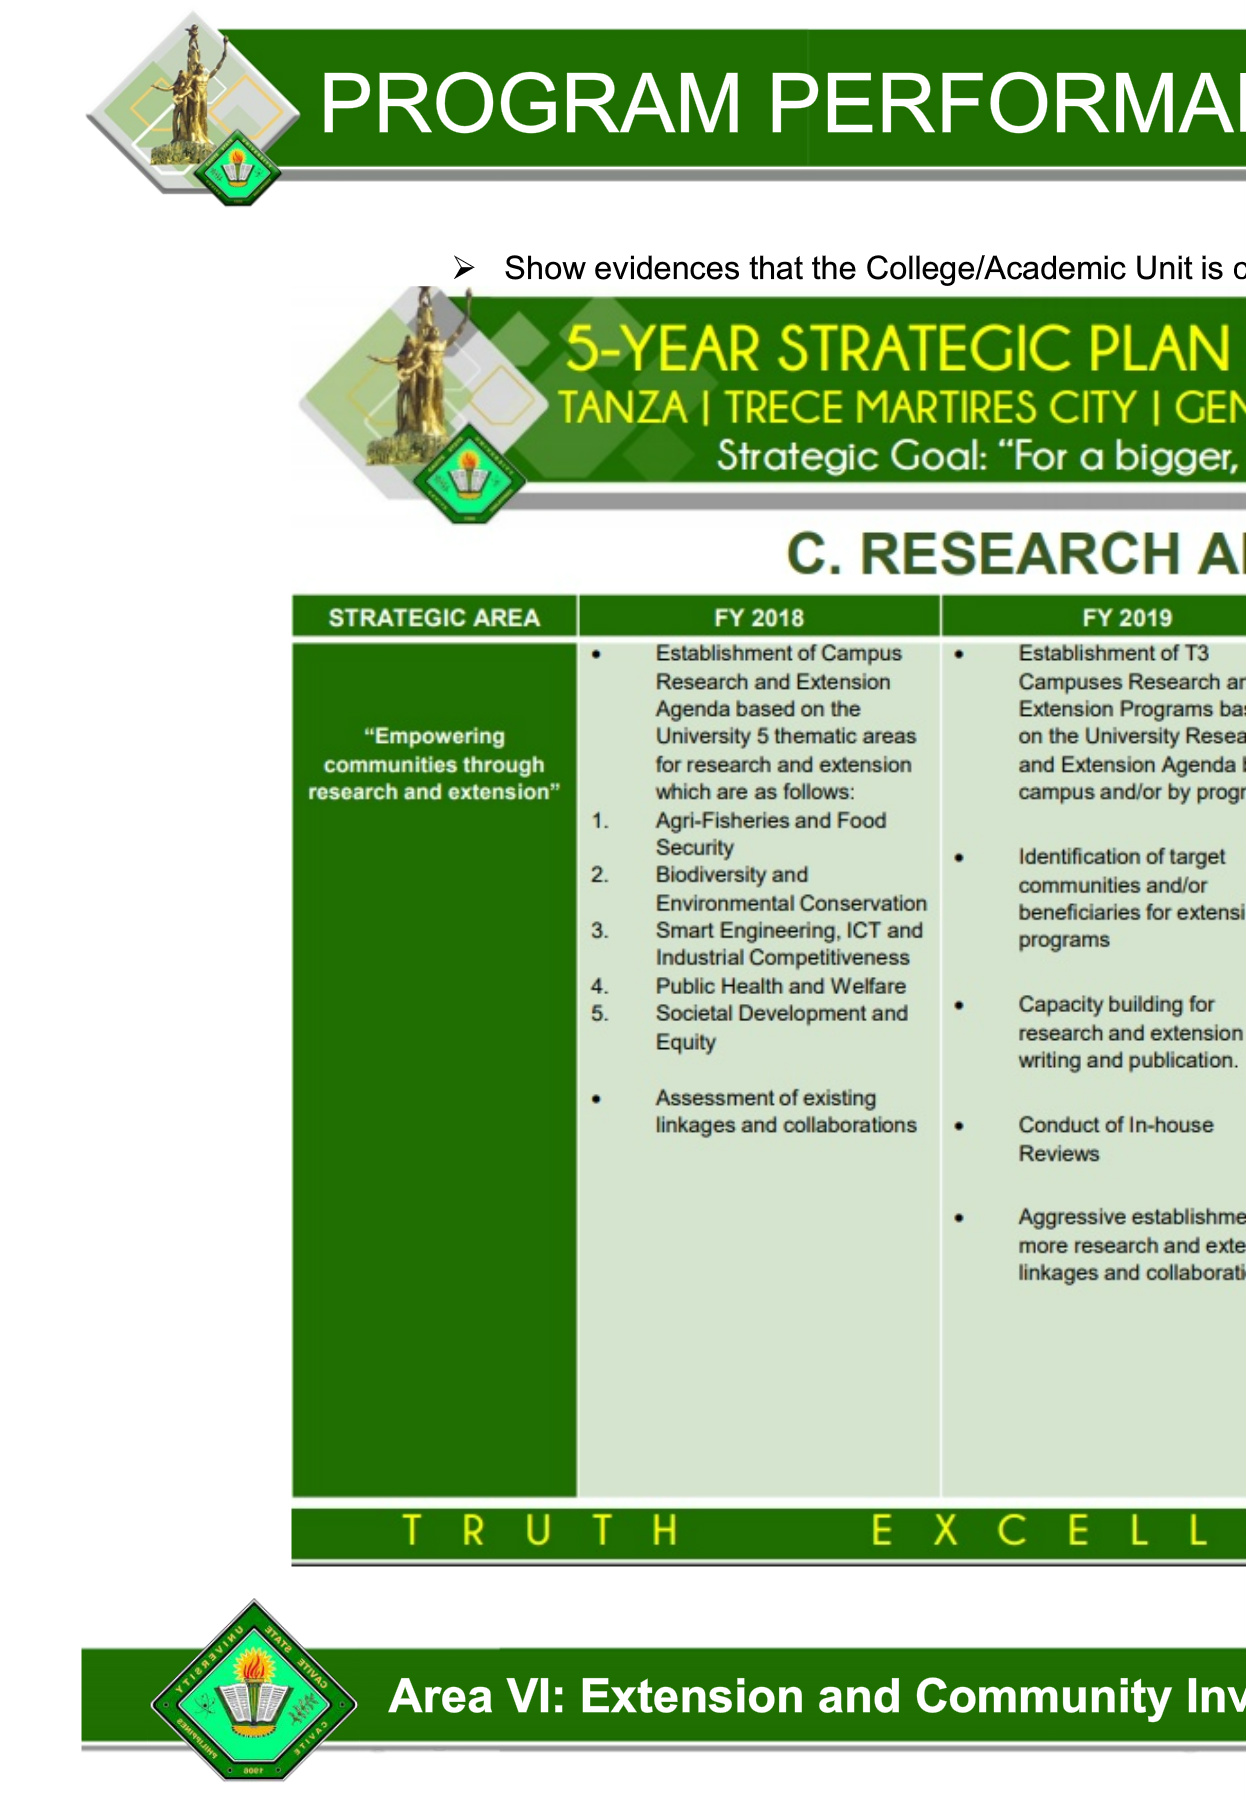 PROGRAM PERFORMA
➢ Show evidences that the College/Academic Unit is
5-YEAR STRATEGIC PLAN
TANZA | TRECE MARTIRES CITY | GEN
Strategic Goal: “For a bigger,
C. RESEARCH A
STRATEGIC AREA
“Empowering
communities through
research and extension”
FY 2018
• Establishment of Campus
Research and Extension
Agenda based on the
University 5 thematic areas
for research and extension
which are as follows:
1. Agri-Fisheries and Food
Security
2. Biodiversity and
Environmental Conservation
3. Smart Engineering, ICT and
Industrial Competitiveness
4. Public Health and Welfare
5. Societal Development and
Equity
• Assessment of existing
linkages and collaborations
FY 2019
• Establishment of T3
Campuses Research a
Extension Programs ba
on the University Resea
and Extension Agenda
campus and/or by progr
• Identification of target
communities and/or
beneficiaries for extensi
programs
• Capacity building for
research and extension
writing and publication.
• Conduct of In-house
Reviews
• Aggressive establishme
more research and exte
linkages and collaborati
T R U T H E X C E L L
CAVITE STATE UNIVERSITY
CAVITE
PHILIPPINES
1906
Area VI: Extension and Community Inv